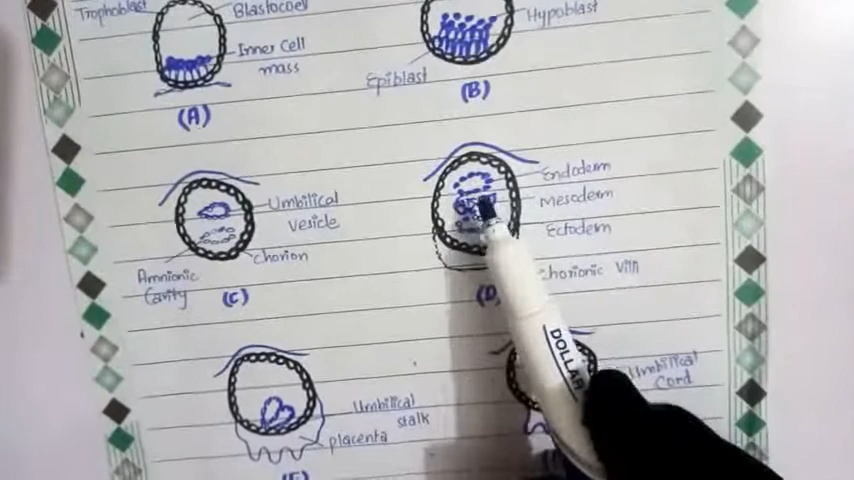 Trophoblast
Blastocoel
Inner Cell
mass
(A)
Hypoblast
Epiblast
(B)
Umbilical
vesicle
Chorion
Amnionic
Cavity
(C)
Endoderm
Mesoderm
Ectoderm
chorionic villi
(D)
DOLLAR
Umbilical
stalk
placenta
(E)
Umbilical
Cord